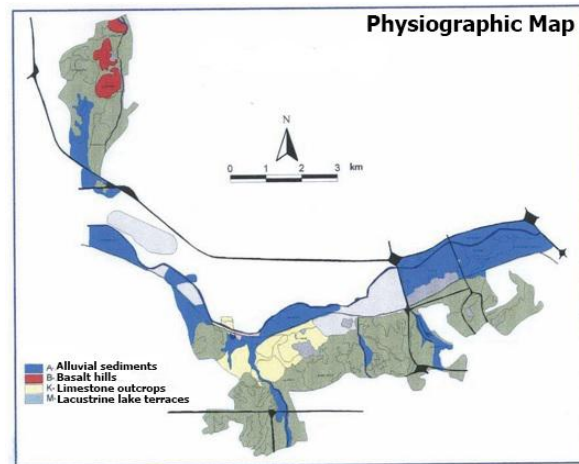 Physiographic Map
N
0 1 2 3
km
A- Alluvial sediments
B- Basalt hills
K- Limestone outcrops
M- Lacustrine lake terraces